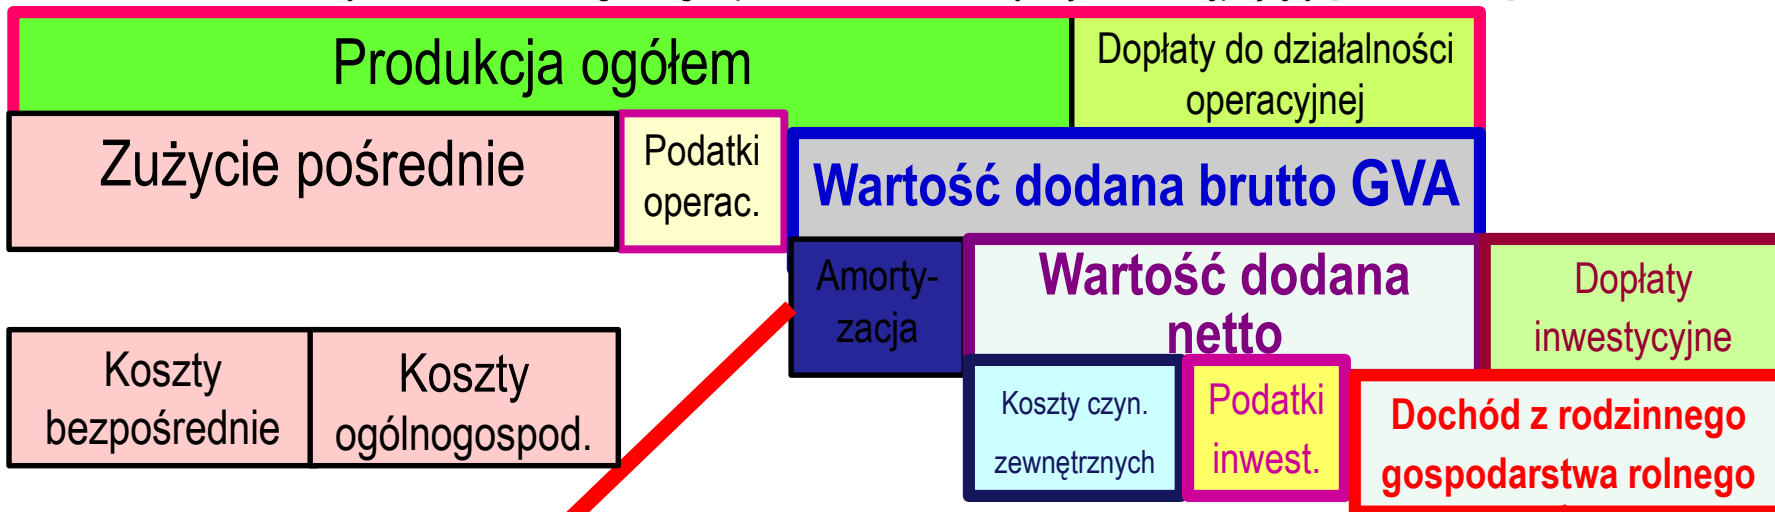 Produkcja ogółem
Dopłaty do działalności
operacyjnej
Zużycie pośrednie
Podatki
operac.
Wartość dodana brutto GVA
Amorty-
zacja
Wartość dodana
netto
Dopłaty
inwestycyjne
Koszty
bezpośrednie
Koszty
ogólnogospod.
Koszty czyn.
zewnętrznych
Podatki
inwest.
Dochód z rodzinnego
gospodarstwa rolnego